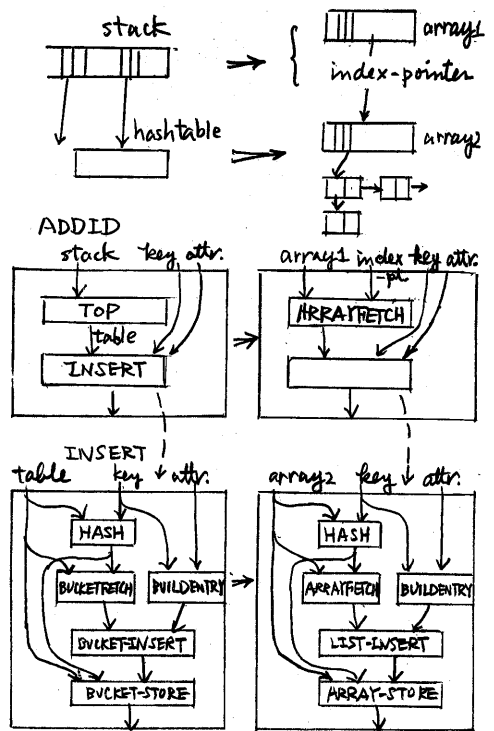 stack
array1
index-pointer
hashtable
array2
ADDID
stack key attr.
array1 index-pt. key attr.
TOP
ARRAYFETCH
table
INSERT
INSERT
table key attr.
array2 key attr.
HASH
HASH
BUCKETFETCH BUILDENTRY
ARRAYFETCH BUILDENTRY
BUCKET-INSERT
LIST-INSERT
BUCKET-STORE
ARRAY-STORE